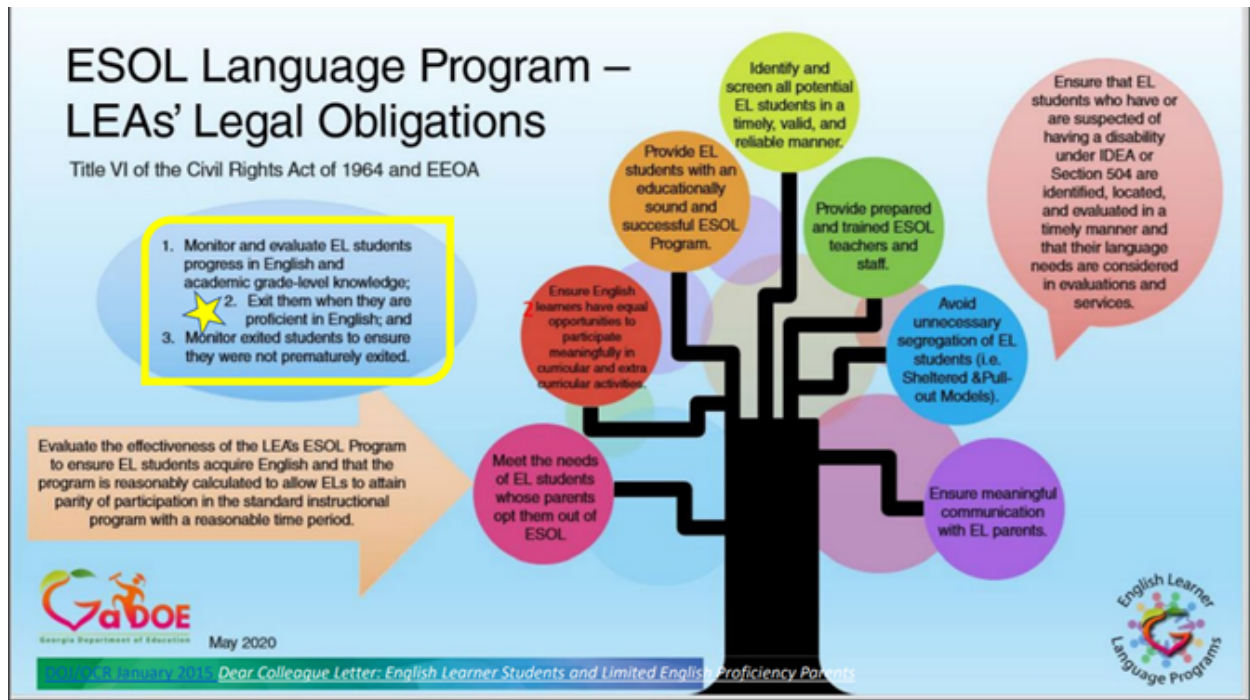 ESOL Language Program –
LEAs' Legal Obligations
Title VI of the Civil Rights Act of 1964 and EEOA
1. Monitor and evaluate EL students
progress in English and
academic grade-level knowledge;
2. Exit them when they are
proficient in English; and
3. Monitor exited students to ensure
they were not prematurely exited.
Evaluate the effectiveness of the LEA's ESOL Program
to ensure EL students acquire English and that the
program is reasonably calculated to allow ELs to attain
parity of participation in the standard instructional
program with a reasonable time period.
Meet the needs
of EL students
whose parents
opt them out of
ESOL
2
Ensure English
learners have equal
opportunities to
participate
meaningfully in
curricular and extra
curricular activities.
Provide EL
students with an
educationally
sound and
successful ESOL
Program.
Identify and
screen all potential
EL students in a
timely, valid, and
reliable manner.
Provide prepared
and trained ESOL
teachers and
staff.
Avoid
unnecessary
segregation of EL
students (i.e.
Sheltered &Pull-
out Models).
Ensure meaningful
communication
with EL parents.
Ensure that EL
students who have or
are suspected of
having a disability
under IDEA or
Section 504 are
identified, located,
and evaluated in a
timely manner and
that their language
needs are considered
in evaluations and
services.
GaDOE
Georgia Department of Education
May 2020
DOJ/OCR January 2015 Dear Colleague Letter: English Learner Students and Limited English Proficiency Parents
English Learner
Language Programs